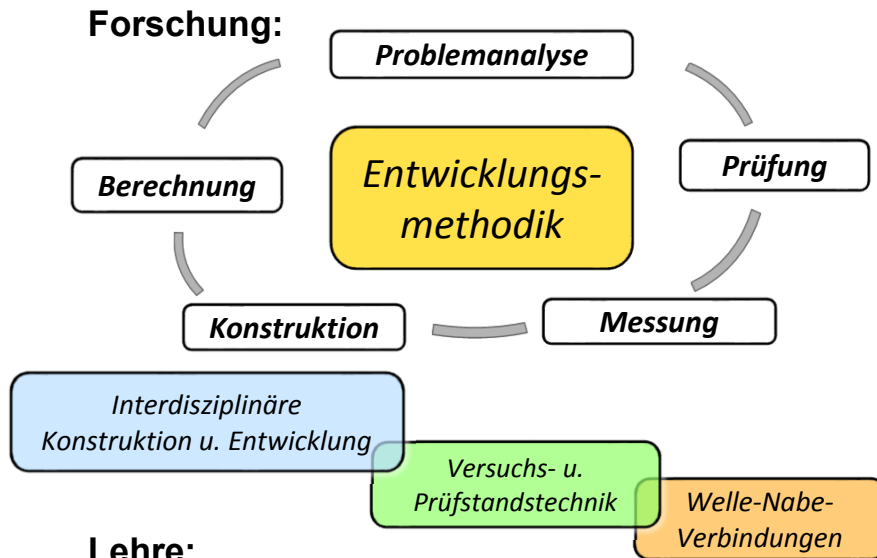 Forschung:
Problemanalyse
Berechnung
Entwicklungs-
methodik
Prüfung
Konstruktion
Messung
Interdisziplinäre
Konstruktion u. Entwicklung
Versuchs- u.
Prüfstandstechnik
Welle-Nabe-
Verbindungen
Lehre: